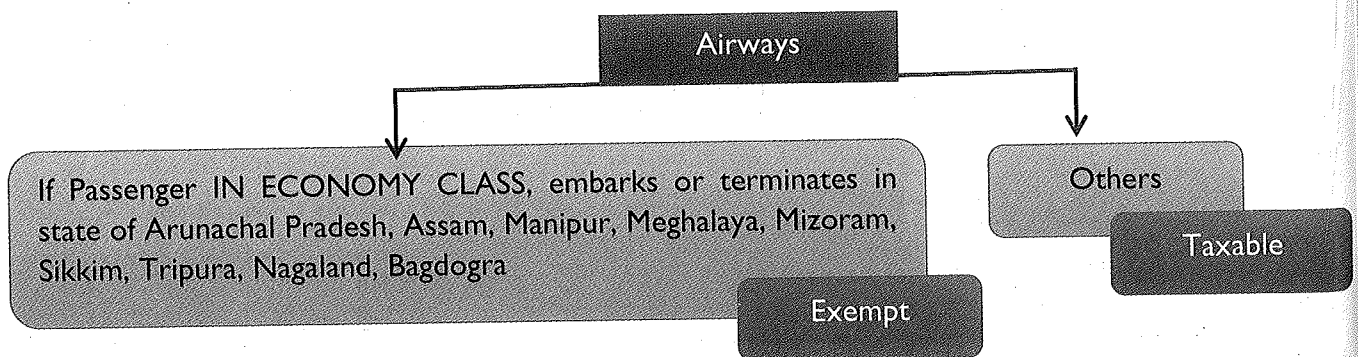 Airways
If Passenger IN ECONOMY CLASS, embarks or terminates in
state of Arunachal Pradesh, Assam, Manipur, Meghalaya, Mizoram,
Sikkim, Tripura, Nagaland, Bagdogra
Exempt
Others
Taxable